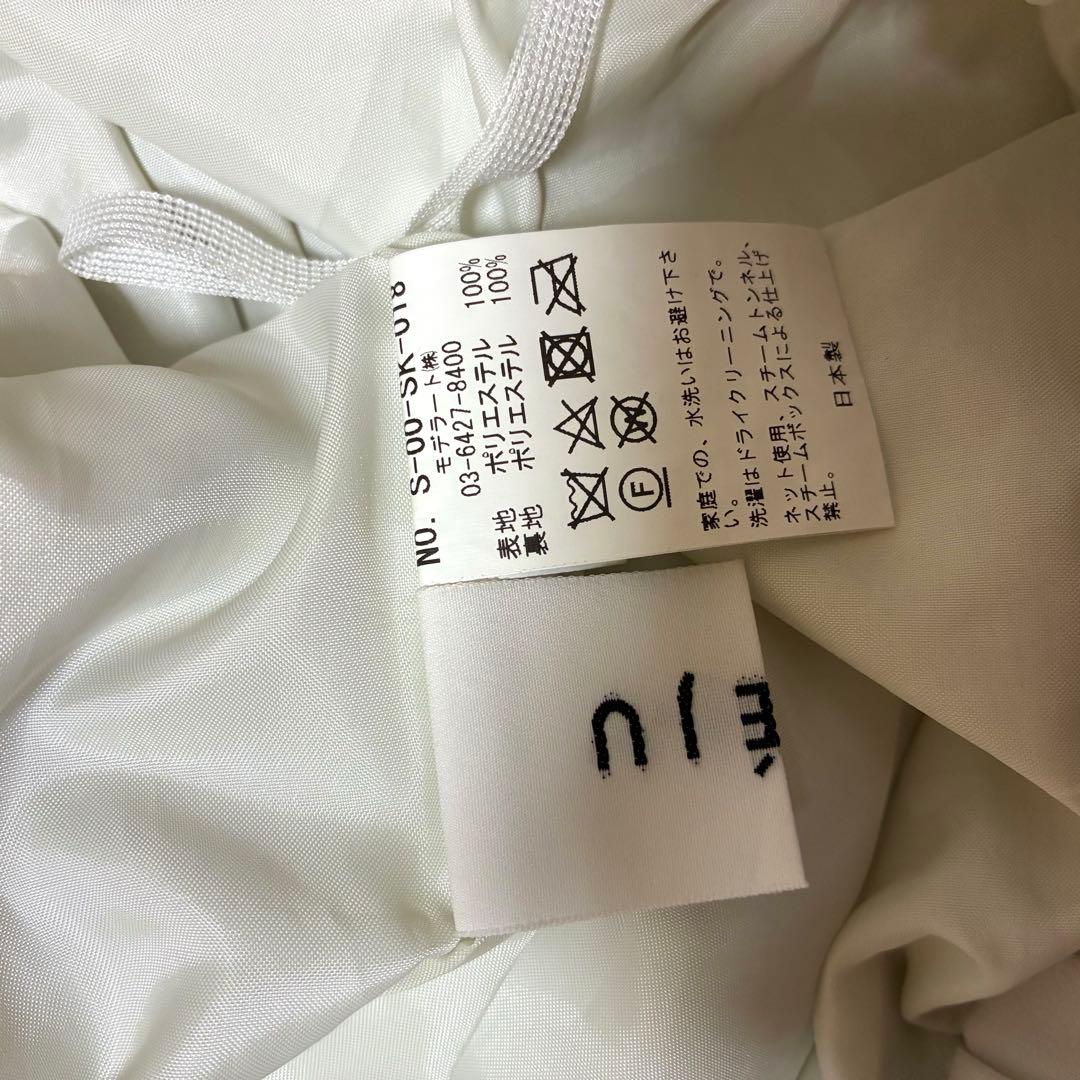 NO. S-00-SK-018
モデラート㈱
03-6427-8400
表地 ポリエステル 100%
裏地 ポリエステル 100%
F
W
家庭での、水洗いはお避け下さ
い。
洗濯はドライクリーニングで。
ネット使用、スチームトンネル、
スチームボックスによる仕上げ
禁止。
日本製